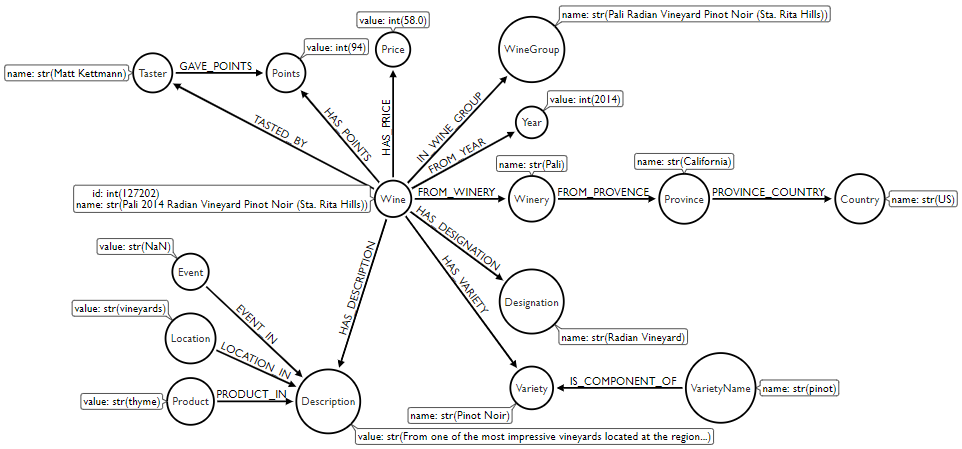 name: str(Pali Radian Vineyard Pinot Noir (Sta. Rita Hills))
value: int(58.0)
Price
value: int(94)
WineGroup
name: str(Matt Kettmann)
Taster
GAVE_POINTS
Points
value: int(2014)
Year
TASTED_BY
HAS_POINTS
HAS_PRICE
IN_WINE_GROUP
FROM_YEAR
id: int(127202)
name: str(Pali 2014 Radian Vineyard Pinot Noir (Sta. Rita Hills))
Wine
FROM_WINERY
name: str(Pali)
Winery
FROM_PROVENCE
name: str(California)
Province
PROVINCE_COUNTRY
Country
name: str(US)
HAS_DESCRIPTION
HAS_DESIGNATION
HAS_VARIETY
value: str(NaN)
Event
EVENT_IN
value: str(vineyards)
Location
LOCATION_IN
Designation
name: str(Radian Vineyard)
value: str(thyme)
Product
PRODUCT_IN
Description
value: str(From one of the most impressive vineyards located at the region...)
Variety
name: str(Pinot Noir)
IS_COMPONENT_OF
VarietyName
name: str(pinot)